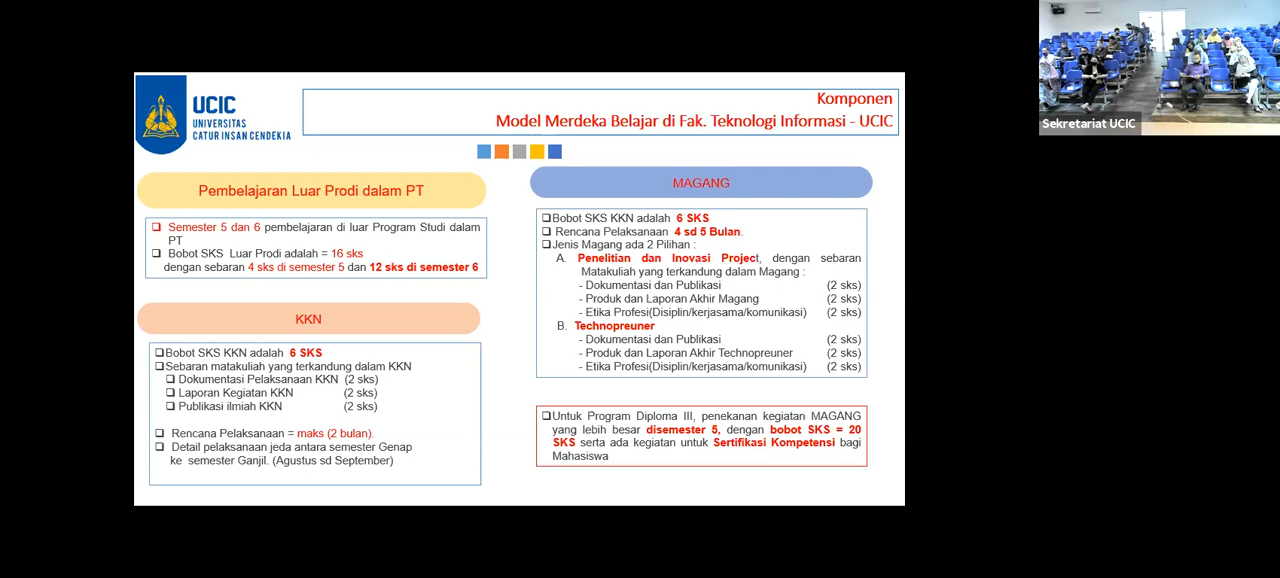 UCIC
UNIVERSITAS
CATUR INSAN CENDEKIA
Komponen
Model Merdeka Belajar di Fak. Teknologi Informasi - UCIC
Pembelajaran Luar Prodi dalam PT
❑ Semester 5 dan 6 pembelajaran di luar Program Studi dalam
PT
❑ Bobot SKS Luar Prodi adalah = 16 sks
dengan sebaran 4 sks di semester 5 dan 12 sks di semester 6
KKN
❑Bobot SKS KKN adalah 6 SKS
❑Sebaran matakuliah yang terkandung dalam KKN
❑ Dokumentasi Pelaksanaan KKN (2 sks)
❑ Laporan Kegiatan KKN (2 sks)
❑ Publikasi ilmiah KKN (2 sks)
❑ Rencana Pelaksanaan = maks (2 bulan).
❑ Detail pelaksanaan jeda antara semester Genap
ke semester Ganjil. (Agustus sd September)
MAGANG
❑Bobot SKS KKN adalah 6 SKS
❑ Rencana Pelaksanaan 4 sd 5 Bulan.
❑Jenis Magang ada 2 Pilihan :
A. Penelitian dan Inovasi Project, dengan sebaran
Matakuliah yang terkandung dalam Magang :
- Dokumentasi dan Publikasi (2 sks)
- Produk dan Laporan Akhir Magang (2 sks)
- Etika Profesi(Disiplin/kerjasama/komunikasi) (2 sks)
B. Technopreuner
- Dokumentasi dan Publikasi (2 sks)
- Produk dan Laporan Akhir Technopreuner (2 sks)
- Etika Profesi(Disiplin/kerjasama/komunikasi) (2 sks)
❑Untuk Program Diploma III, penekanan kegiatan MAGANG
yang lebih besar disemester 5, dengan bobot SKS = 20
SKS serta ada kegiatan untuk Sertifikasi Kompetensi bagi
Mahasiswa
Sekretariat UCIC